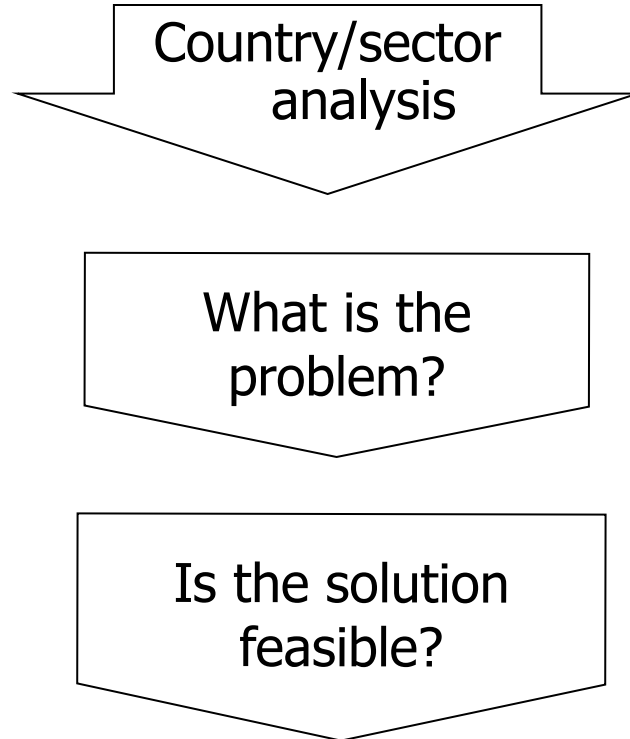 Country/sector
analysis
What is the
problem?
Is the solution
feasible?